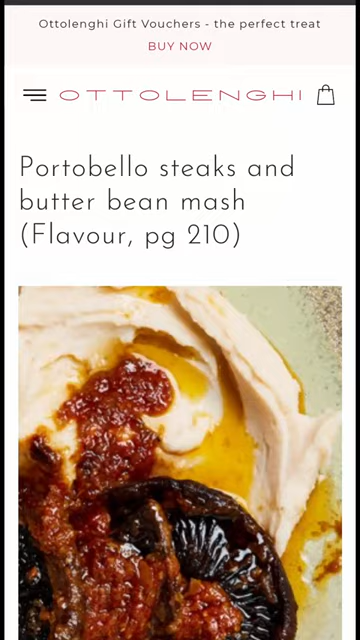 Ottolenghi Gift Vouchers - the perfect treat
BUY NOW
OTTOLENGHI
Portobello steaks and
butter bean mash
(Flavour, pg 210)